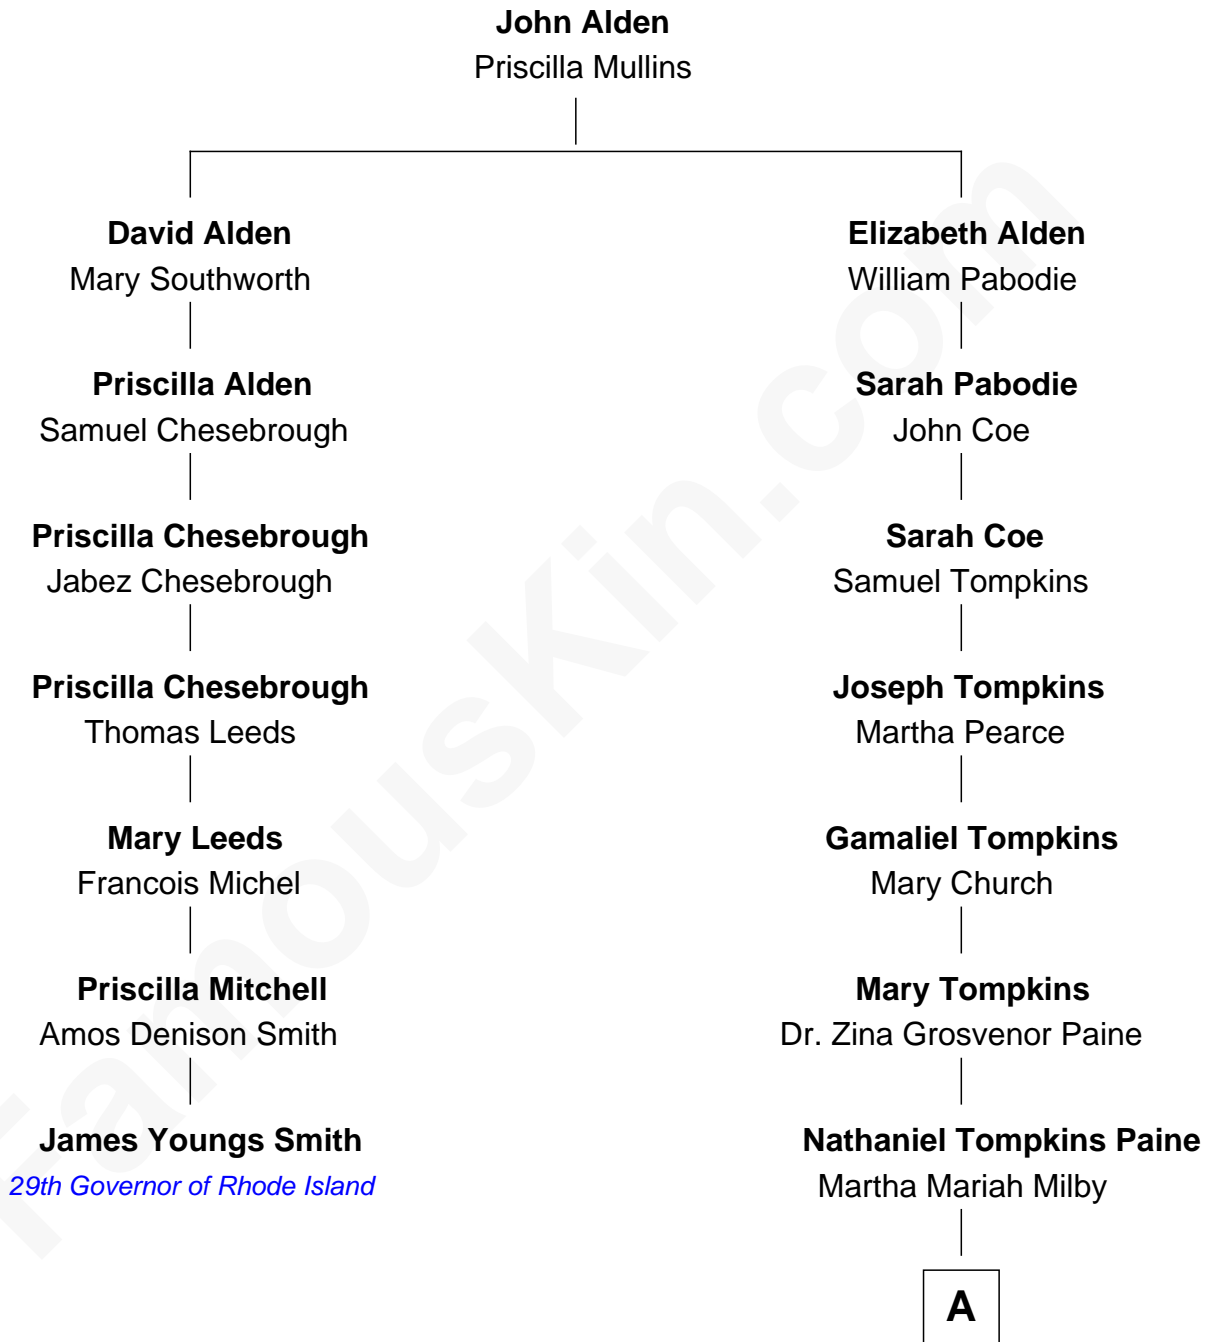 John Alden
Priscilla Mullins
David Alden
Mary Southworth
Elizabeth Alden
William Pabodie
Priscilla Alden
Samuel Chesebrough
Sarah Pabodie
John Coe
Priscilla Chesebrough
Jabez Chesebrough
Sarah Coe
Samuel Tompkins
Priscilla Chesebrough
Thomas Leeds
Joseph Tompkins
Martha Pearce
Mary Leeds
Francois Michel
Gamaliel Tompkins
Mary Church
Priscilla Mitchell
Amos Denison Smith
Mary Tompkins
Dr. Zina Grosvenor Paine
James Youngs Smith
29th Governor of Rhode Island
Nathaniel Tompkins Paine
Martha Mariah Milby
A
FamousKin.com